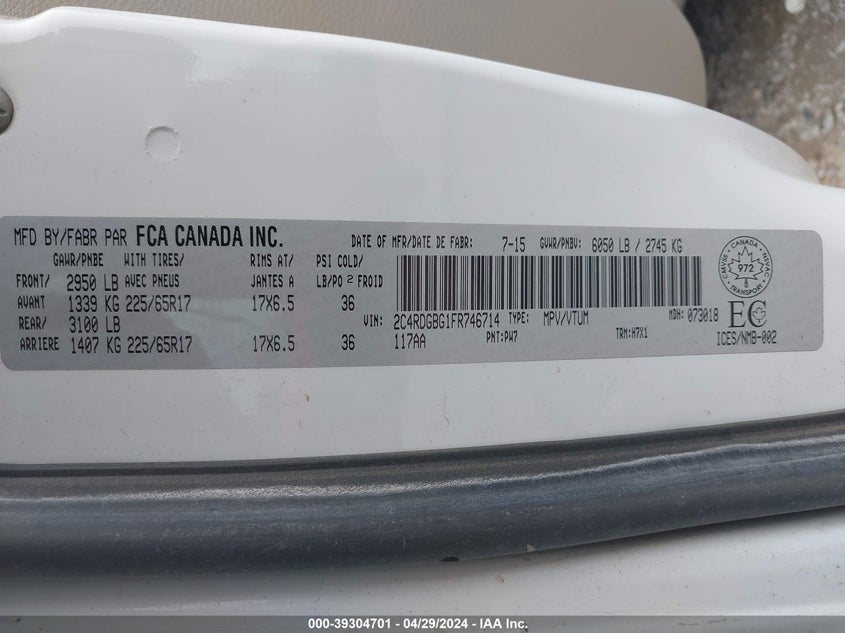 MFD BY/FABR PAR FCA CANADA INC. DATE OF MFR/DATE DE FABR: 7-15 GVWR/PNBV: 6050 LB / 2745 KG
GAWR/PNBE WITH TIRES/ RIMS AT/ PSI COLD/
FRONT/ 2950 LB AVEC PNEUS JANTES A LB/PO 2 FROID
AVANT 1339 KG 225/65R17 17X6.5 36
REAR/ VIN: 2C4RDGBG1FR746714 TYPE: MPV/VTUM MDH: 073018
3100 LB
ARRIERE 1407 KG 225/65R17 17X6.5 36 117AA PNT:PW7 TRM:H7X1
CMVSS CANADA NSVAC
972
8
TRANSPORT
EC
ICES/NMB-002
000-39304701 - 04/29/2024 - IAA Inc.